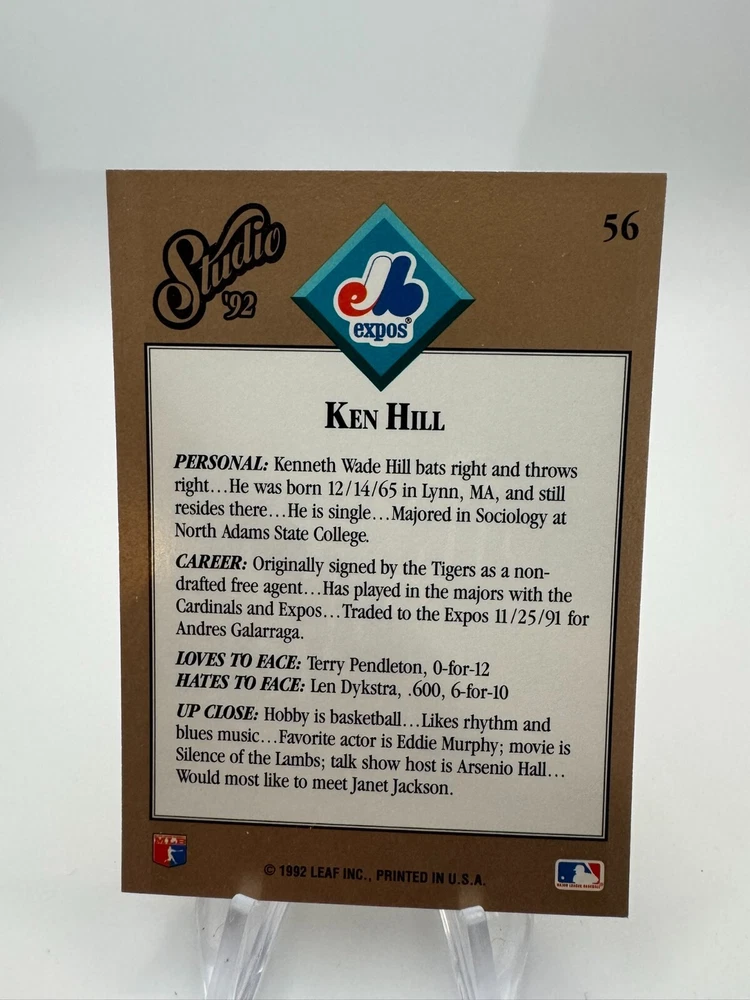 Studio
'92
56
expos®
KEN HILL
PERSONAL: Kenneth Wade Hill bats right and throws
right...He was born 12/14/65 in Lynn, MA, and still
resides there...He is single...Majored in Sociology at
North Adams State College.
CAREER: Originally signed by the Tigers as a non-
drafted free agent...Has played in the majors with the
Cardinals and Expos...Traded to the Expos 11/25/91 for
Andres Galarraga.
LOVES TO FACE: Terry Pendleton, 0-for-12
HATES TO FACE: Len Dykstra, .600, 6-for-10
UP CLOSE: Hobby is basketball...Likes rhythm and
blues music...Favorite actor is Eddie Murphy; movie is
Silence of the Lambs; talk show host is Arsenio Hall...
Would most like to meet Janet Jackson.
© 1992 LEAF INC., PRINTED IN U.S.A.
MAJOR LEAGUE BASEBALL